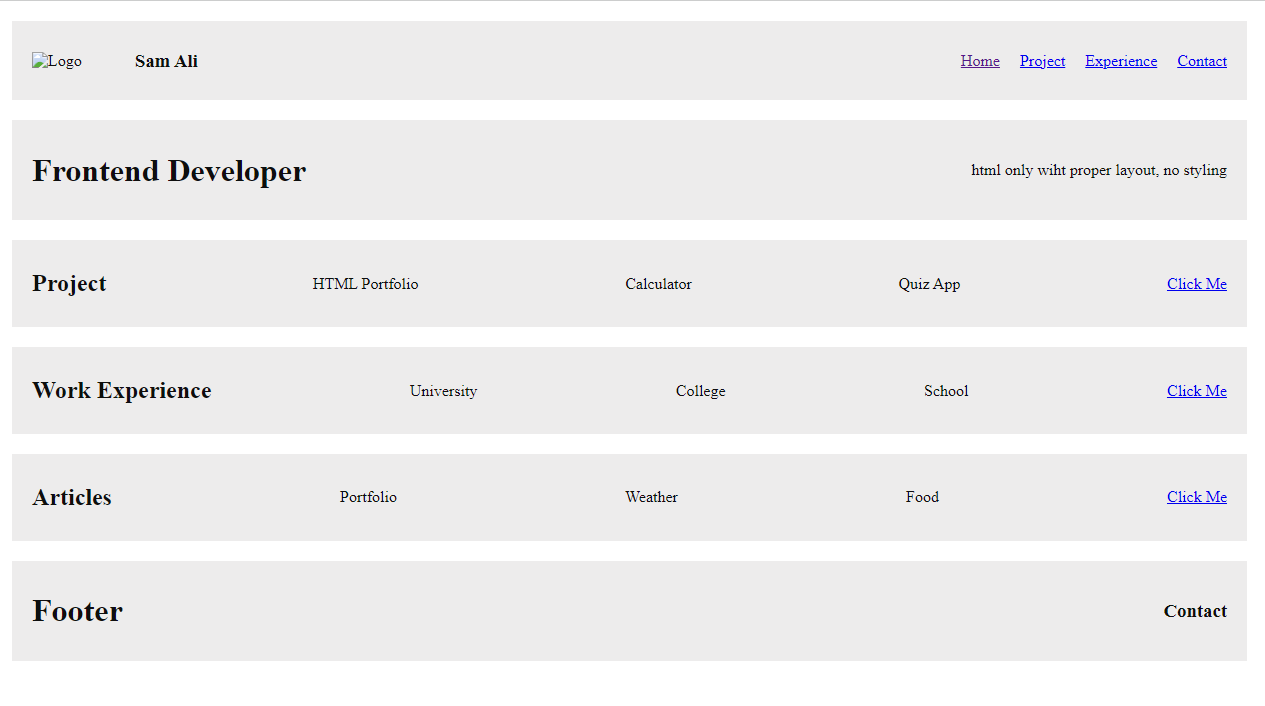 Logo Sam Ali Home Project Experience Contact
Frontend Developer html only wiht proper layout, no styling
Project HTML Portfolio Calculator Quiz App Click Me
Work Experience University College School Click Me
Articles Portfolio Weather Food Click Me
Footer Contact